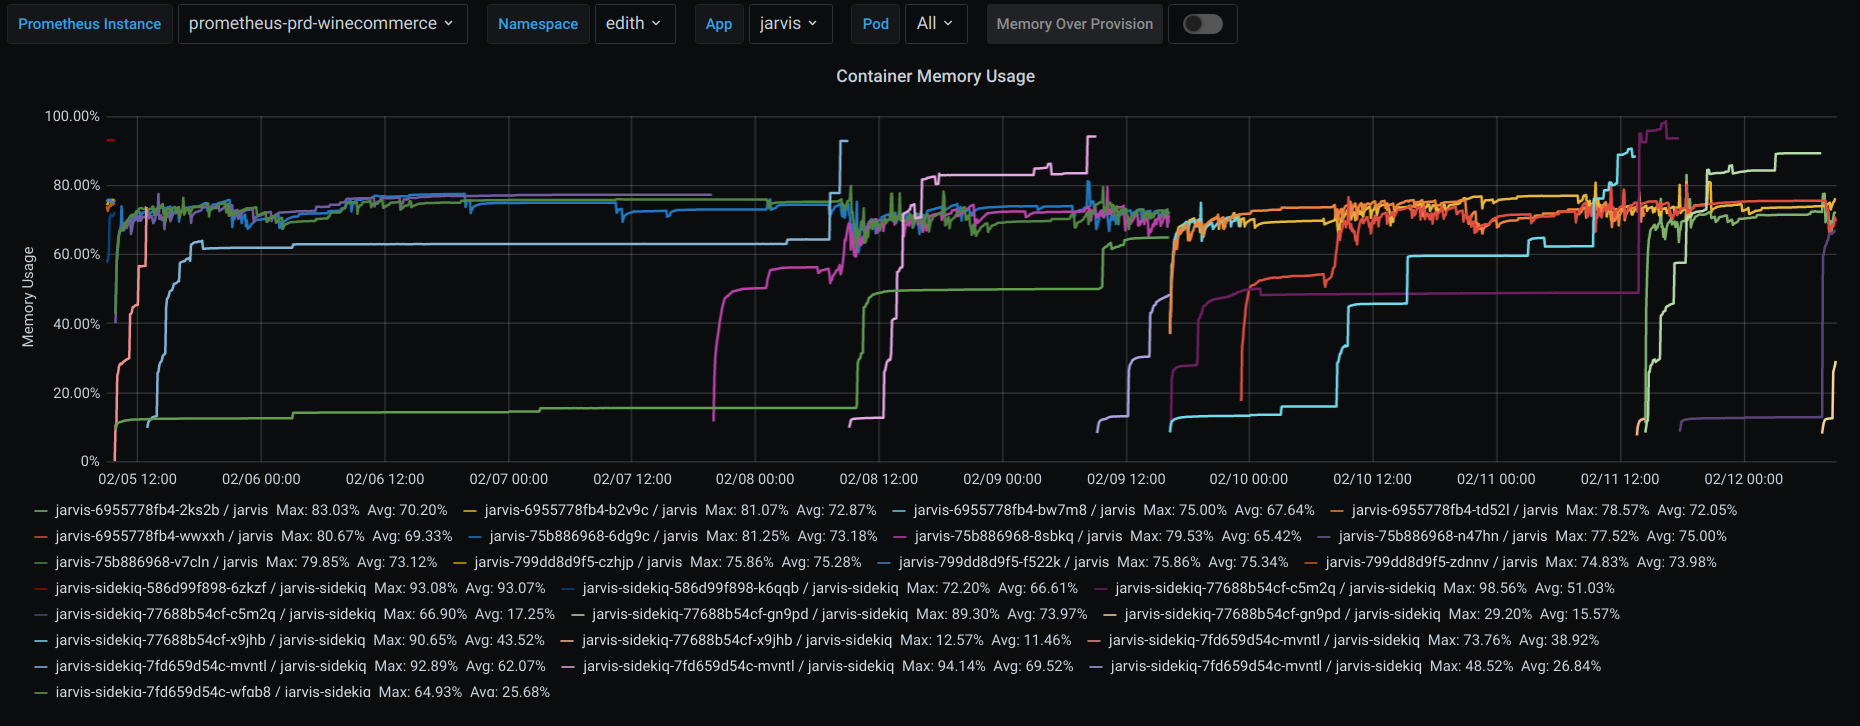 Prometheus Instance prometheus-prd-winecommerce Namespace edith App jarvis Pod All Memory Over Provision
Container Memory Usage
Memory Usage
100.00%
80.00%
60.00%
40.00%
20.00%
0%
02/05 12:00 02/06 00:00 02/06 12:00 02/07 00:00 02/07 12:00 02/08 00:00 02/08 12:00 02/09 00:00 02/09 12:00 02/10 00:00 02/10 12:00 02/11 00:00 02/11 12:00 02/12 00:00
jarvis-6955778fb4-2ks2b / jarvis Max: 83.03% Avg: 70.20% jarvis-6955778fb4-b2v9c / jarvis Max: 81.07% Avg: 72.87% jarvis-6955778fb4-bw7m8 / jarvis Max: 75.00% Avg: 67.64% jarvis-6955778fb4-td52l / jarvis Max: 78.57% Avg: 72.05%
jarvis-6955778fb4-wwxxh / jarvis Max: 80.67% Avg: 69.33% jarvis-75b886968-6dg9c / jarvis Max: 81.25% Avg: 73.18% jarvis-75b886968-8sbkq / jarvis Max: 79.53% Avg: 65.42% jarvis-75b886968-n47hn / jarvis Max: 77.52% Avg: 75.00%
jarvis-75b886968-v7cln / jarvis Max: 79.85% Avg: 73.12% jarvis-799dd8d9f5-czhjp / jarvis Max: 75.86% Avg: 75.28% jarvis-799dd8d9f5-f522k / jarvis Max: 75.86% Avg: 75.34% jarvis-799dd8d9f5-zdnnv / jarvis Max: 74.83% Avg: 73.98%
jarvis-sidekiq-586d99f898-6zkzf / jarvis-sidekiq Max: 93.08% Avg: 93.07% jarvis-sidekiq-586d99f898-k6qqb / jarvis-sidekiq Max: 72.20% Avg: 66.61% jarvis-sidekiq-77688b54cf-c5m2q / jarvis-sidekiq Max: 98.56% Avg: 51.03%
jarvis-sidekiq-77688b54cf-c5m2q / jarvis-sidekiq Max: 66.90% Avg: 17.25% jarvis-sidekiq-77688b54cf-gn9pd / jarvis-sidekiq Max: 89.30% Avg: 73.97% jarvis-sidekiq-77688b54cf-gn9pd / jarvis-sidekiq Max: 29.20% Avg: 15.57%
jarvis-sidekiq-77688b54cf-x9jhb / jarvis-sidekiq Max: 90.65% Avg: 43.52% jarvis-sidekiq-77688b54cf-x9jhb / jarvis-sidekiq Max: 12.57% Avg: 11.46% jarvis-sidekiq-7fd659d54c-mvntl / jarvis-sidekiq Max: 73.76% Avg: 38.92%
jarvis-sidekiq-7fd659d54c-mvntl / jarvis-sidekiq Max: 92.89% Avg: 62.07% jarvis-sidekiq-7fd659d54c-mvntl / jarvis-sidekiq Max: 94.14% Avg: 69.52% jarvis-sidekiq-7fd659d54c-mvntl / jarvis-sidekiq Max: 48.52% Avg: 26.84%
jarvis-sidekiq-7fd659d54c-wfqb8 / jarvis-sidekiq Max: 64.93% Avg: 25.68%